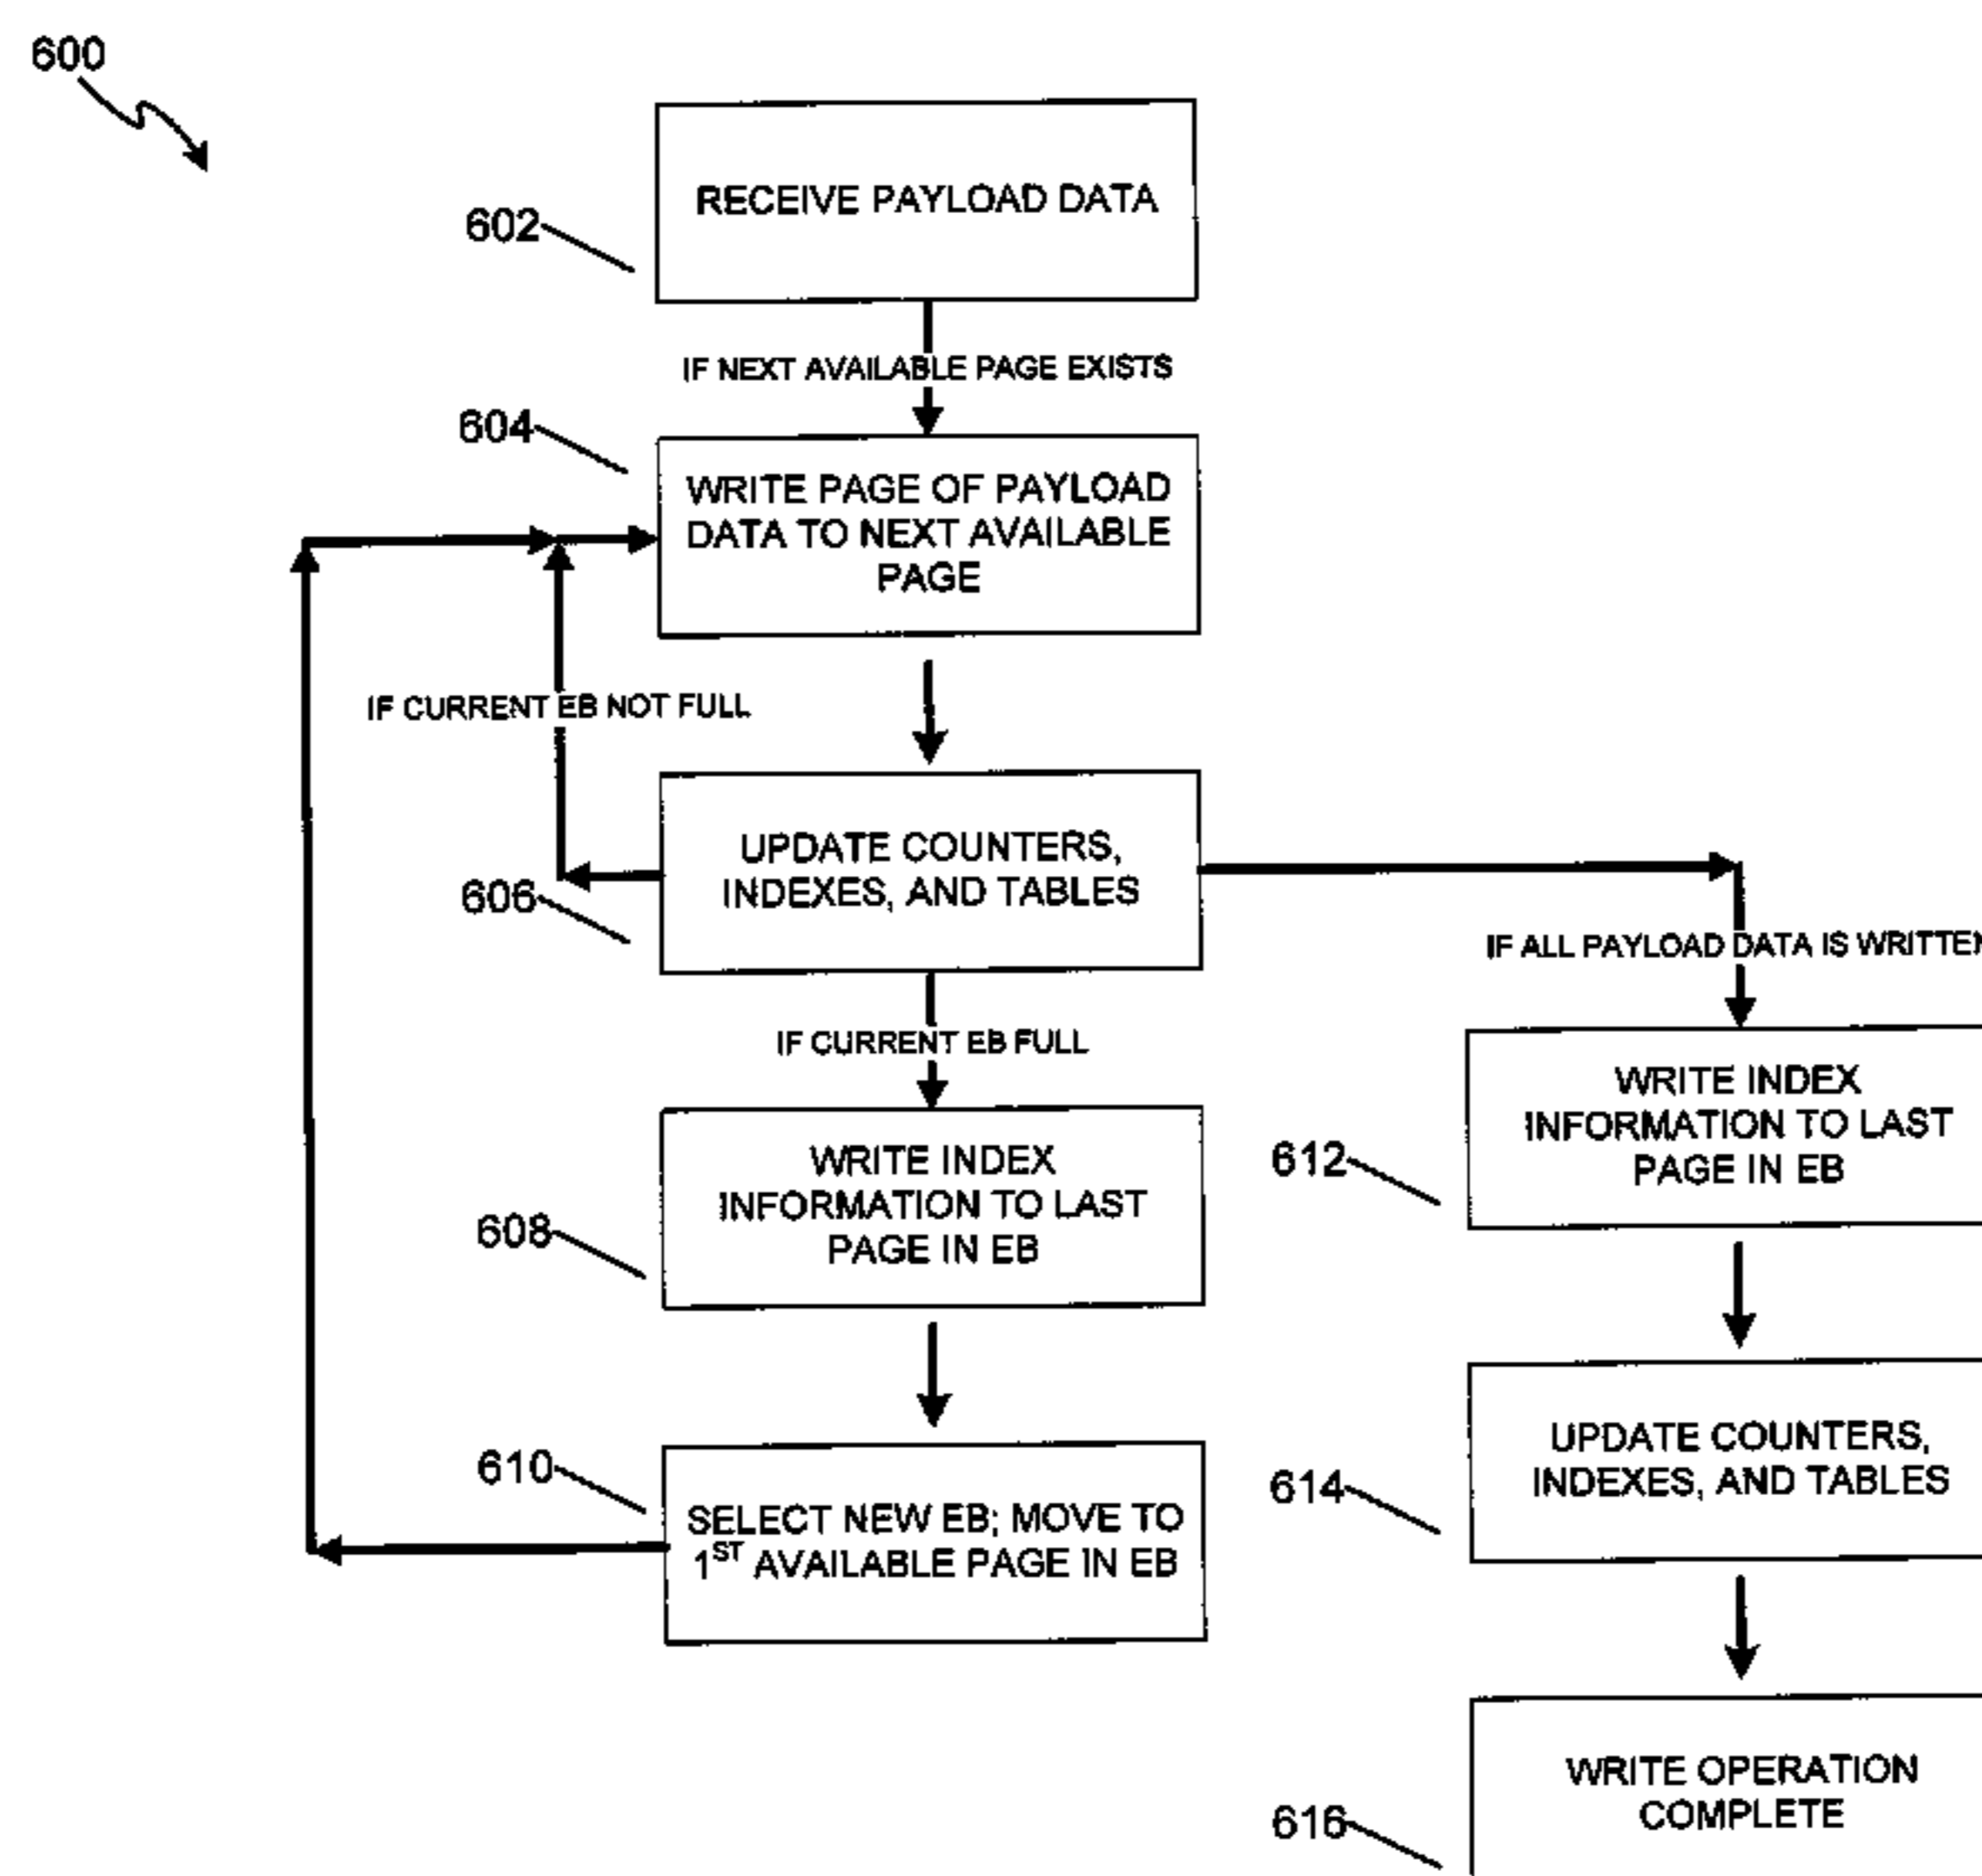 600
RECEIVE PAYLOAD DATA
602
IF NEXT AVAILABLE PAGE EXISTS
604
WRITE PAGE OF PAYLOAD
DATA TO NEXT AVAILABLE
PAGE
IF CURRENT EB NOT FULL
UPDATE COUNTERS,
INDEXES, AND TABLES
606
IF ALL PAYLOAD DATA IS WRITTEN
IF CURRENT EB FULL
WRITE INDEX
INFORMATION TO LAST
PAGE IN EB
608
WRITE INDEX
INFORMATION TO LAST
PAGE IN EB
612
610
SELECT NEW EB; MOVE TO
1ST AVAILABLE PAGE IN EB
UPDATE COUNTERS,
INDEXES, AND TABLES
614
WRITE OPERATION
COMPLETE
616